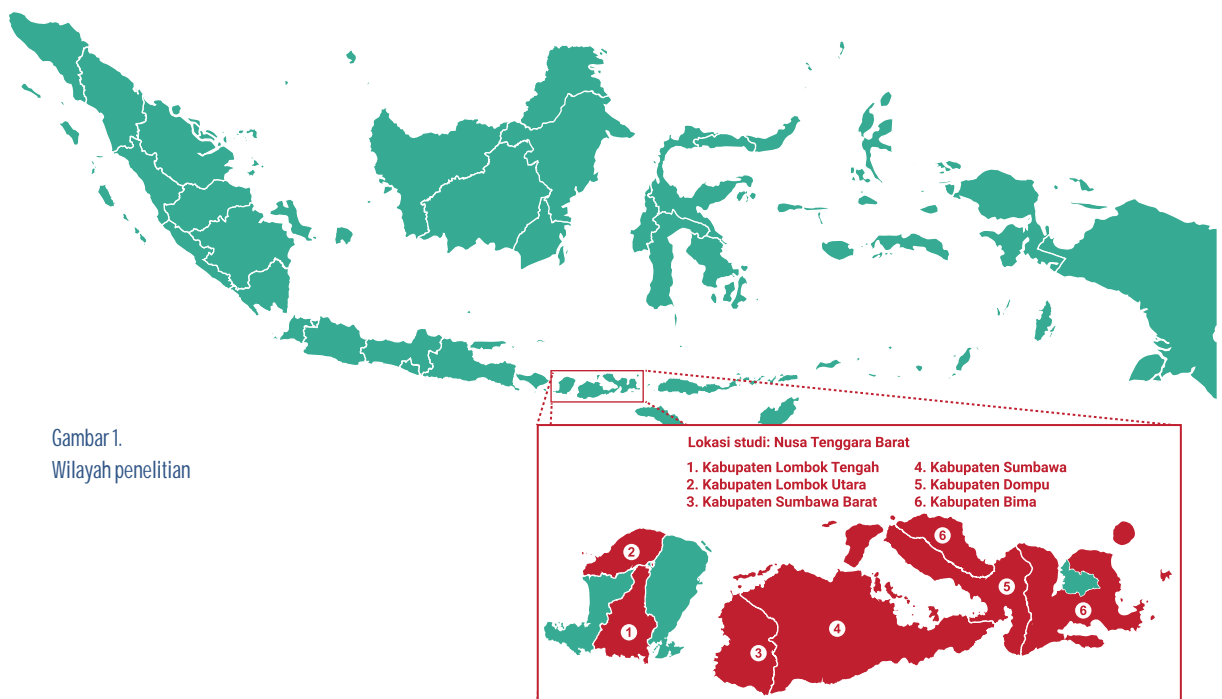 Gambar 1.
Wilayah penelitian
Lokasi studi: Nusa Tenggara Barat
1. Kabupaten Lombok Tengah
2. Kabupaten Lombok Utara
3. Kabupaten Sumbawa Barat
4. Kabupaten Sumbawa
5. Kabupaten Dompu
6. Kabupaten Bima
2
1
3
4
6
5
6